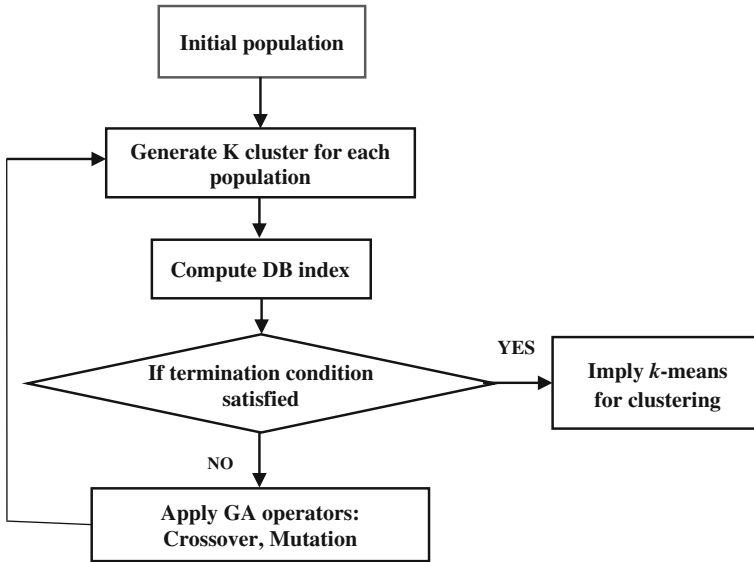 Initial population
Generate K cluster for each
population
Compute DB index
If termination condition
satisfied
YES
Imply k-means
for clustering
NO
Apply GA operators:
Crossover, Mutation